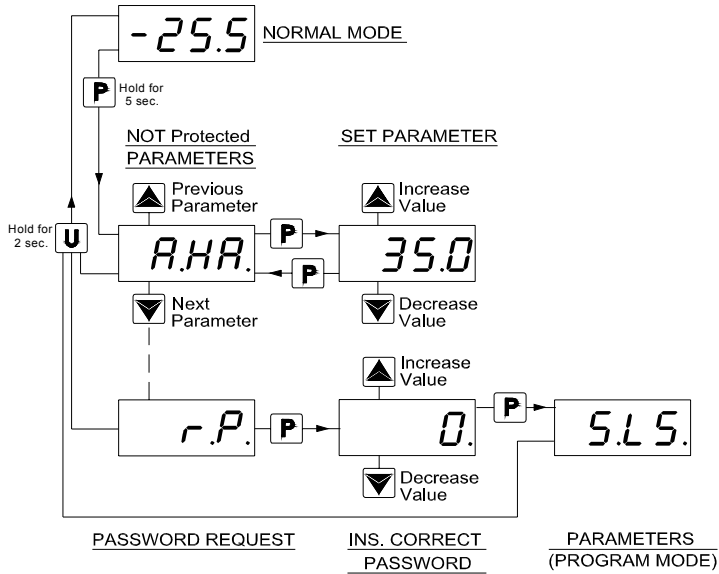 -25.5
NORMAL MODE
P
Hold for
5 sec.
NOT Protected
PARAMETERS
SET PARAMETER
Previous
Parameter
Increase
Value
Hold for
2 sec.
U
A.HA.
P
P
35.0
Next
Parameter
Decrease
Value
Increase
Value
r.P.
P
0.
P
S.LS.
Decrease
Value
PASSWORD REQUEST
INS. CORRECT
PASSWORD
PARAMETERS
(PROGRAM MODE)